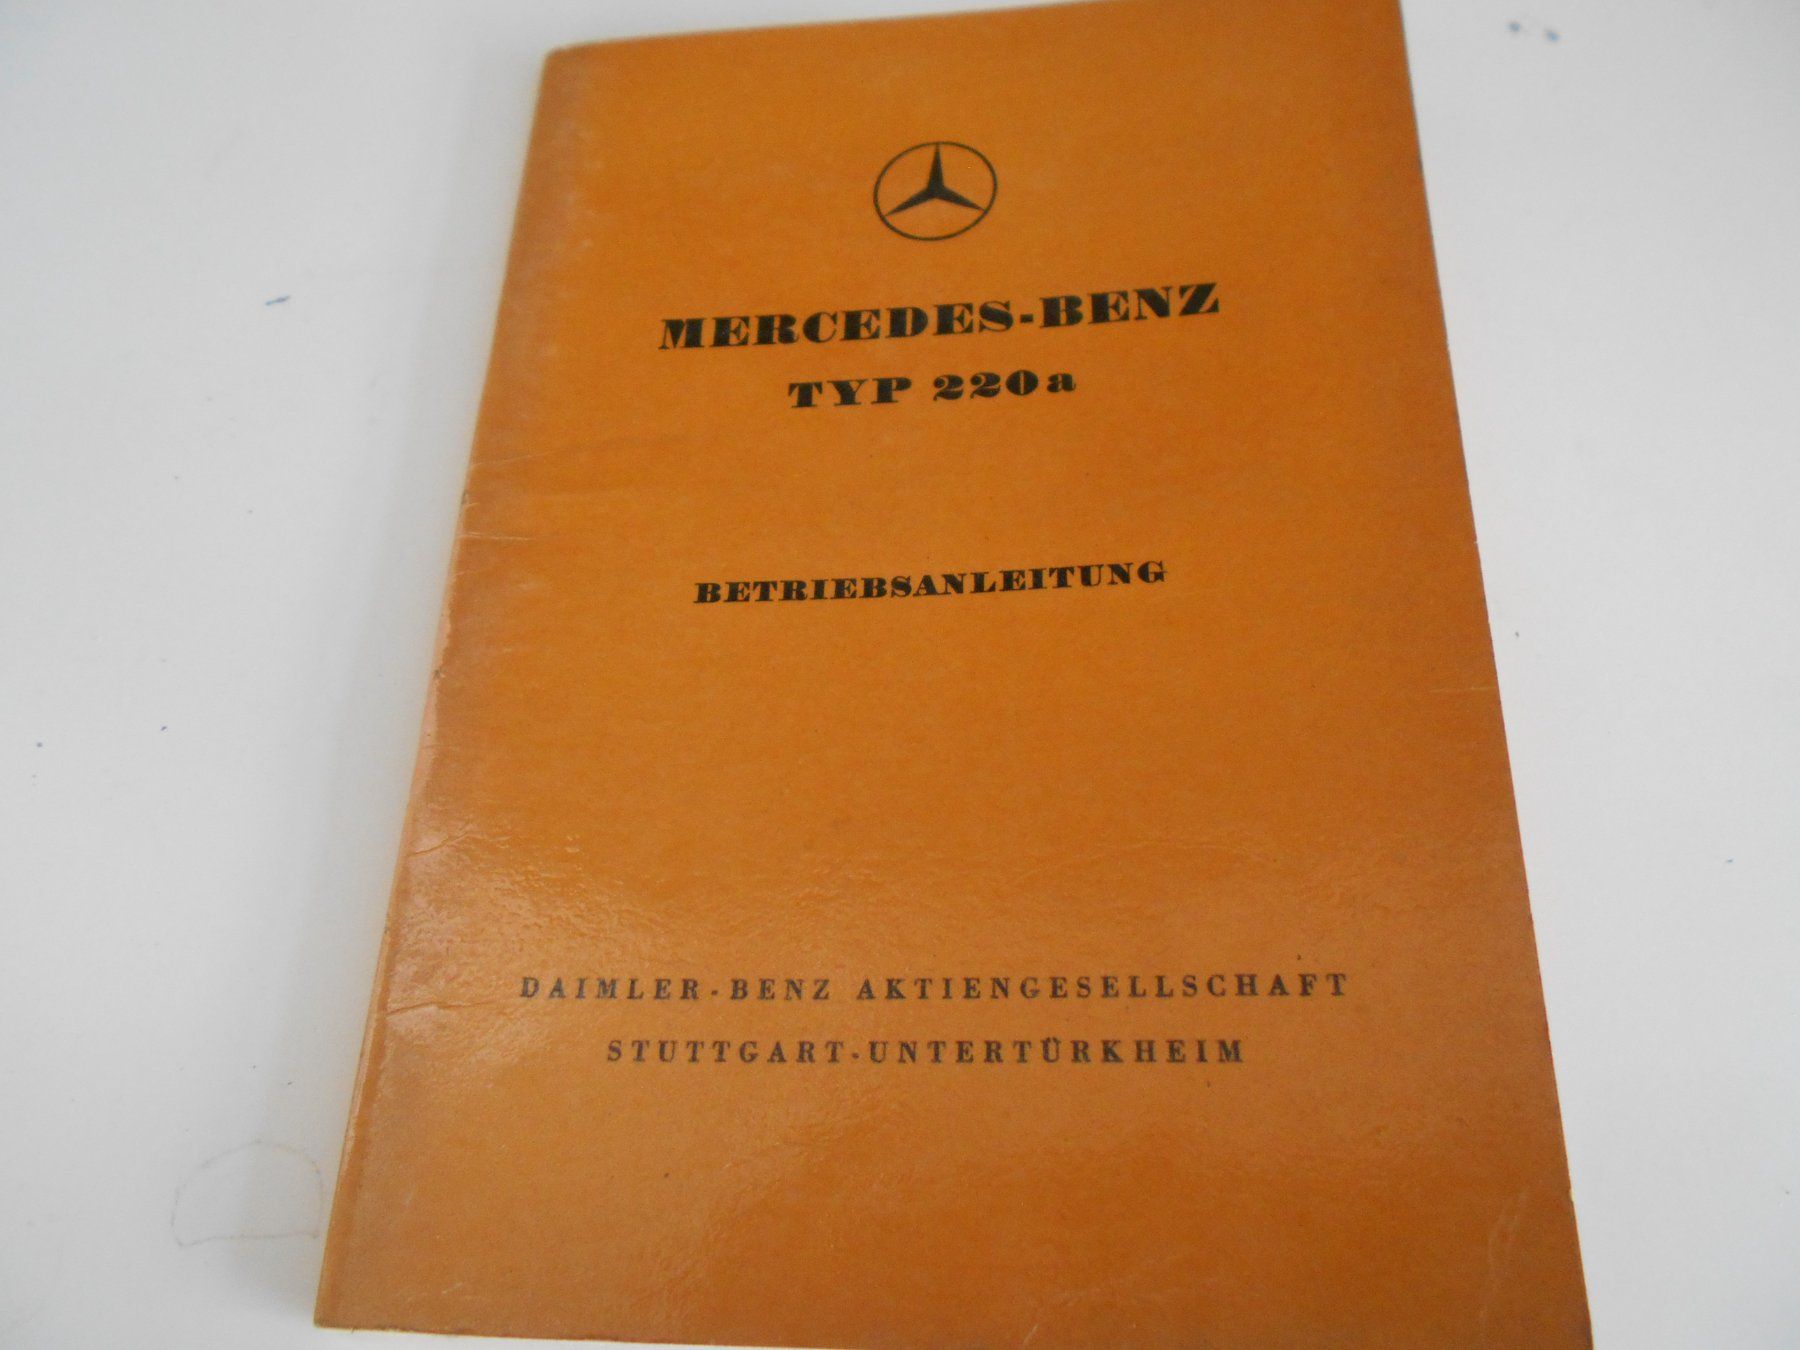 MERCEDES-BENZ
TYP 220a
BETRIEBSANLEITUNG
DAIMLER-BENZ AKTIENGESELLSCHAFT
STUTTGART-UNTERTÜRKHEIM